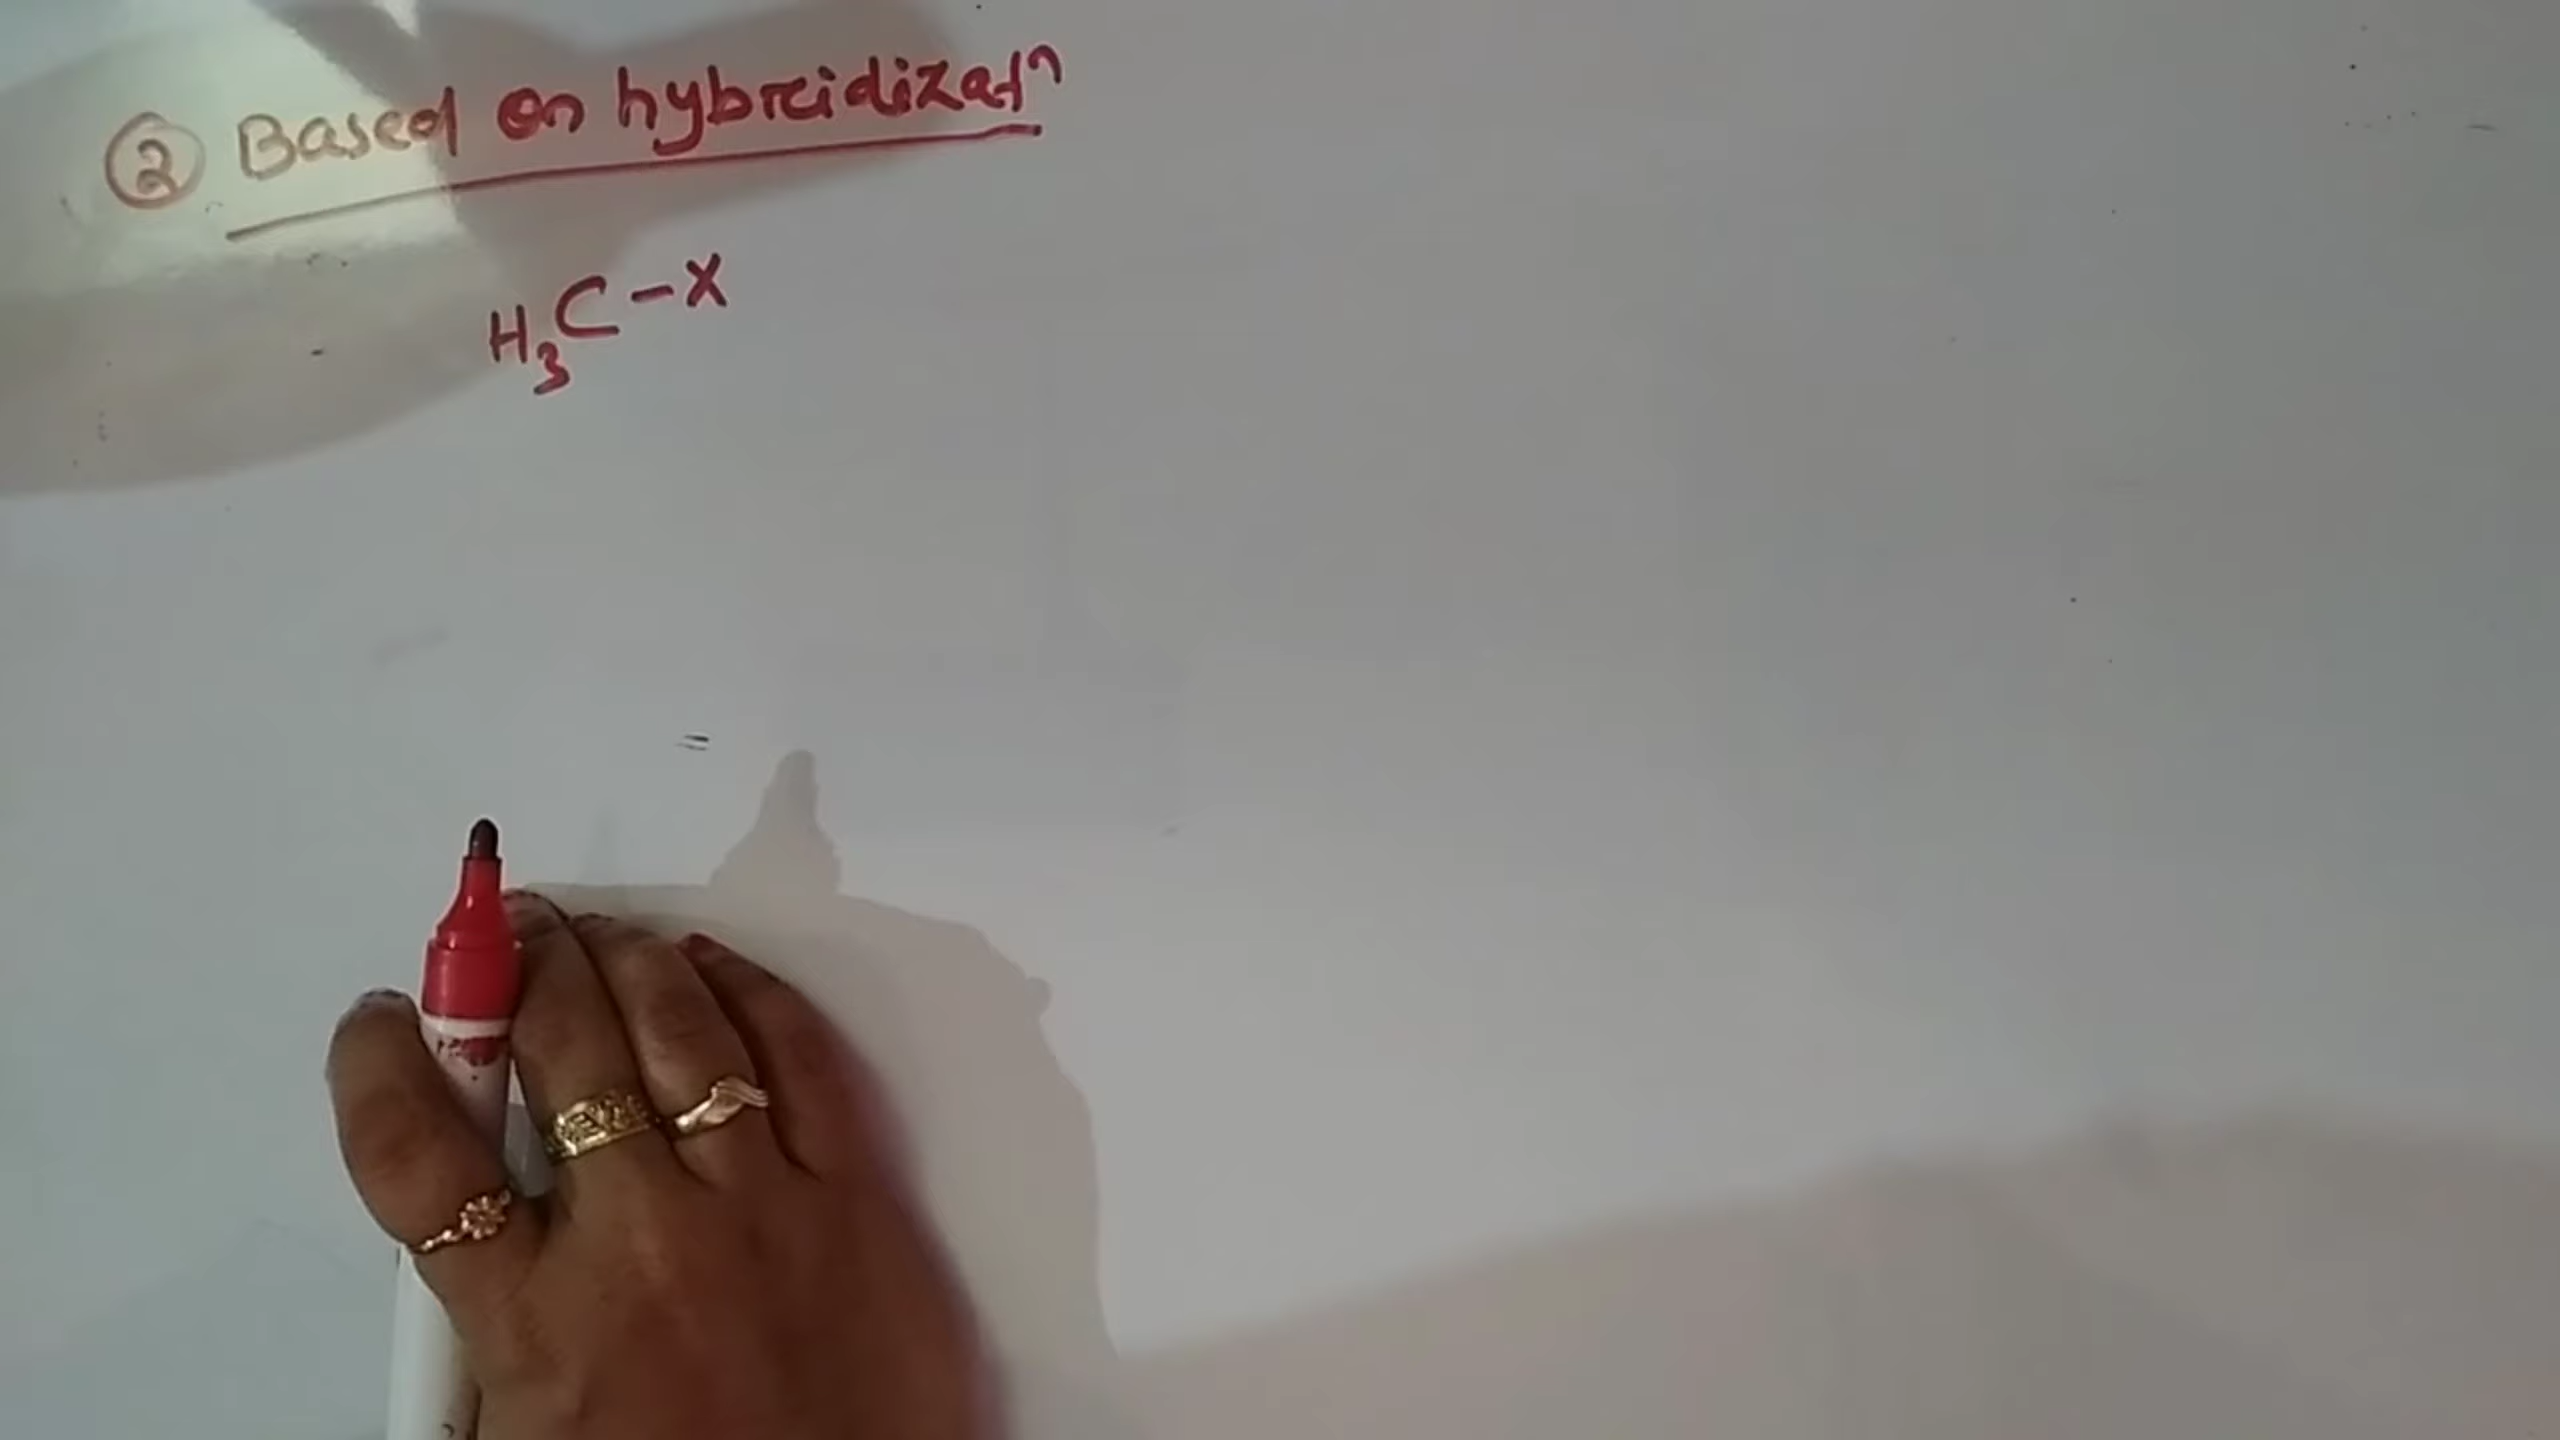 ② Based on hybridizatⁿ
H₃C-X